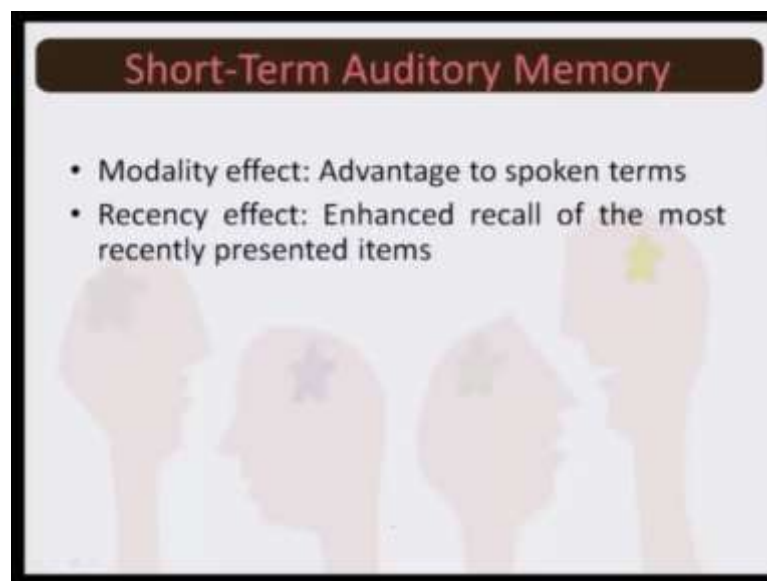 Short-Term Auditory Memory
• Modality effect: Advantage to spoken terms
• Recency effect: Enhanced recall of the most
recently presented items